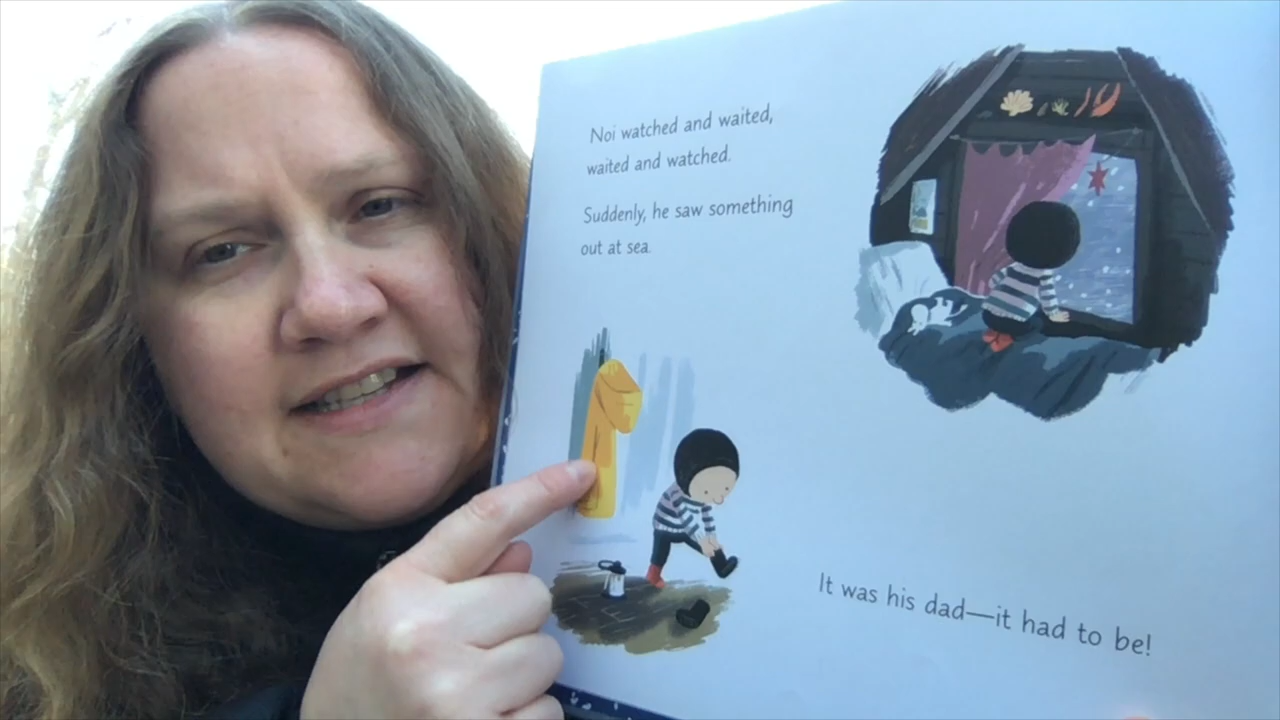 Noi watched and waited,
waited and watched.
Suddenly, he saw something
out at sea.
It was his dad—it had to be!